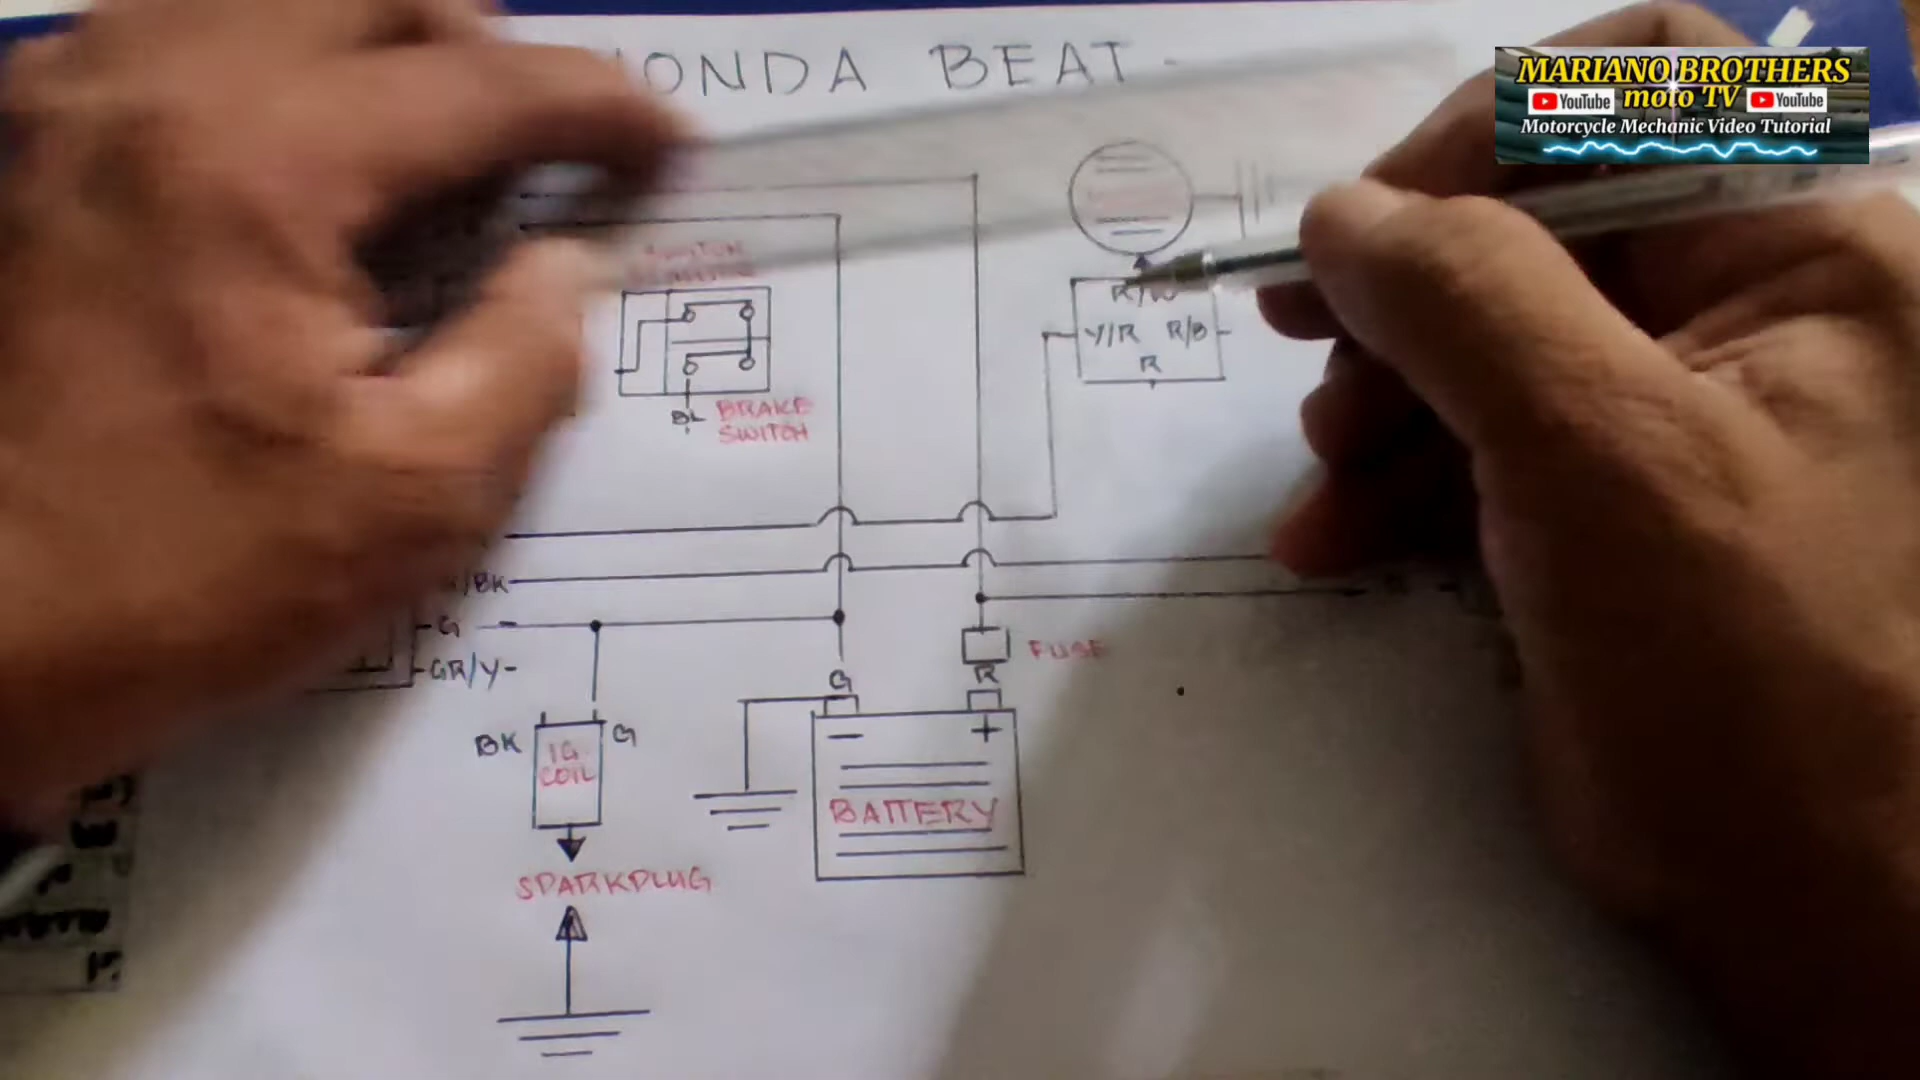 HONDA BEAT
MARIANO BROTHERS
YouTube moto TV YouTube
Motorcycle Mechanic Video Tutorial
SWITCH
R/W
Y/R R/B
R
BL BRAKE
SWITCH
/BK
G
GR/Y
FUSE
G R
BK G
IG
COIL
- +
BATTERY
SPARKPLUG